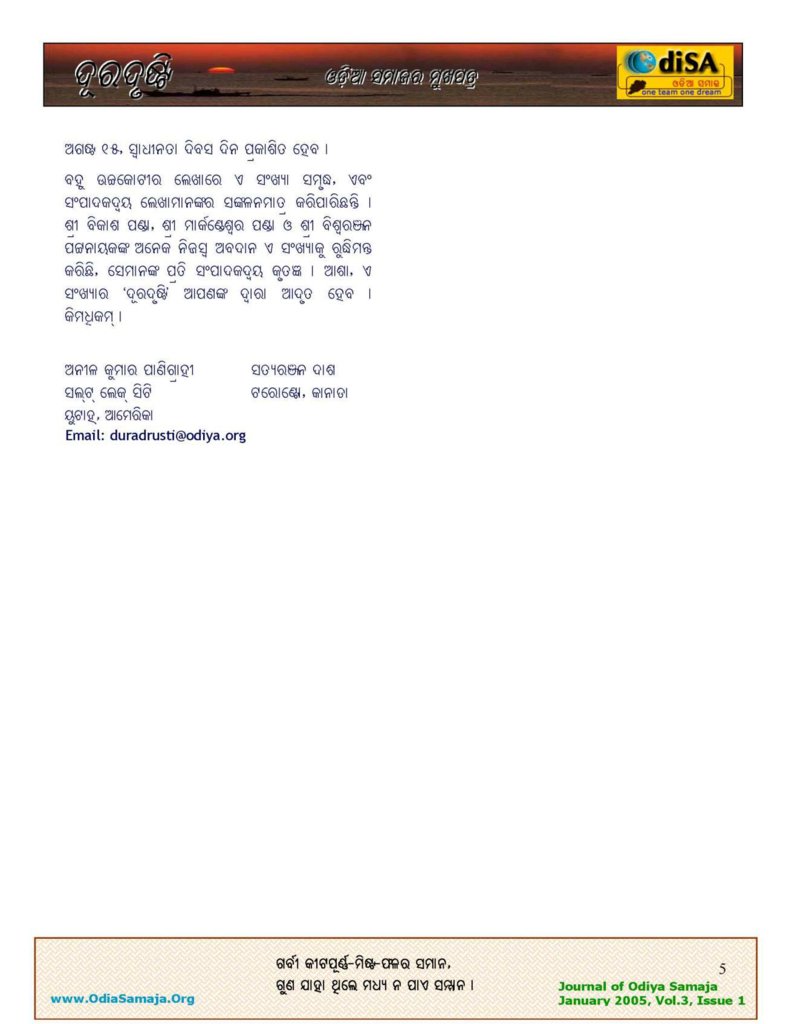 ଦୂରଦୃଷ୍ଟି
ଓଡ଼ିଆ ସମାଜର ମୁଖପତ୍ର
OdiSA
ଓଡ଼ିଆ ସମାଜ
one team one dream
ଅଗଷ୍ଟ ୧୫, ସ୍ୱାଧୀନତା ଦିବସ ଦିନ ପ୍ରକାଶିତ ହେବ ।
ବହୁ ଉଚ୍ଚକୋଟୀର ଲେଖାରେ ଏ ସଂଖ୍ୟା ସମୃଦ୍ଧ, ଏବଂ
ସଂପାଦକଦ୍ୱୟ ଲେଖାମାନଙ୍କର ସଙ୍କଳନମାତ୍ର କରିପାରିଛନ୍ତି ।
ଶ୍ରୀ ବିକାଶ ପଣ୍ଡା, ଶ୍ରୀ ମାର୍କଣ୍ଡେଶ୍ୱର ପଣ୍ଡା ଓ ଶ୍ରୀ ବିଶ୍ୱରଞ୍ଜନ
ପଟ୍ଟନାୟକଙ୍କ ଅନେକ ନିଜସ୍ୱ ଅବଦାନ ଏ ସଂଖ୍ୟାକୁ ରୁଦ୍ଧିମନ୍ତ
କରିଛି, ସେମାନଙ୍କ ପ୍ରତି ସଂପାଦକଦ୍ୱୟ କୃତଜ୍ଞ । ଆଶା, ଏ
ସଂଖ୍ୟାର 'ଦୂରଦୃଷ୍ଟି' ଆପଣଙ୍କ ଦ୍ୱାରା ଆଦୃତ ହେବ ।
କିମଧିକମ୍ ।
ଅନୀଳ କୁମାର ପାଣିଗ୍ରାହୀ
ସଲ୍‌ଟ୍ ଲେକ୍ ସିଟି
ୟୁଟାହ୍, ଆମେରିକା
Email: duradrusti@odiya.org
ସତ୍ୟରଞ୍ଜନ ଦାଶ
ଟରୋଣ୍ଟୋ, କାନାଡା
ଗର୍ବୀ କୀଟପୂର୍ଣ୍ଣ-ମିଷ୍ଟ-ଫଳର ସମାନ,
ଗୁଣ ଯାହା ଥିଲେ ମଧ୍ୟ ନ ପାଏ ସମ୍ମାନ ।
5
www.OdiaSamaja.Org
Journal of Odiya Samaja
January 2005, Vol.3, Issue 1